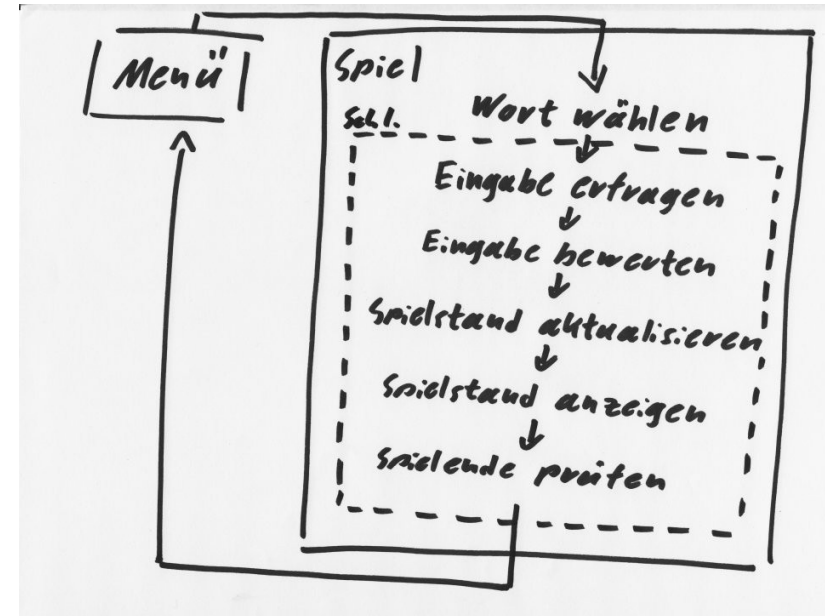 Menü
Spiel
Wort wählen
Schl.
Eingabe erfragen
Eingabe bewerten
Spielstand aktualisieren
Spielstand anzeigen
Spielende prüfen